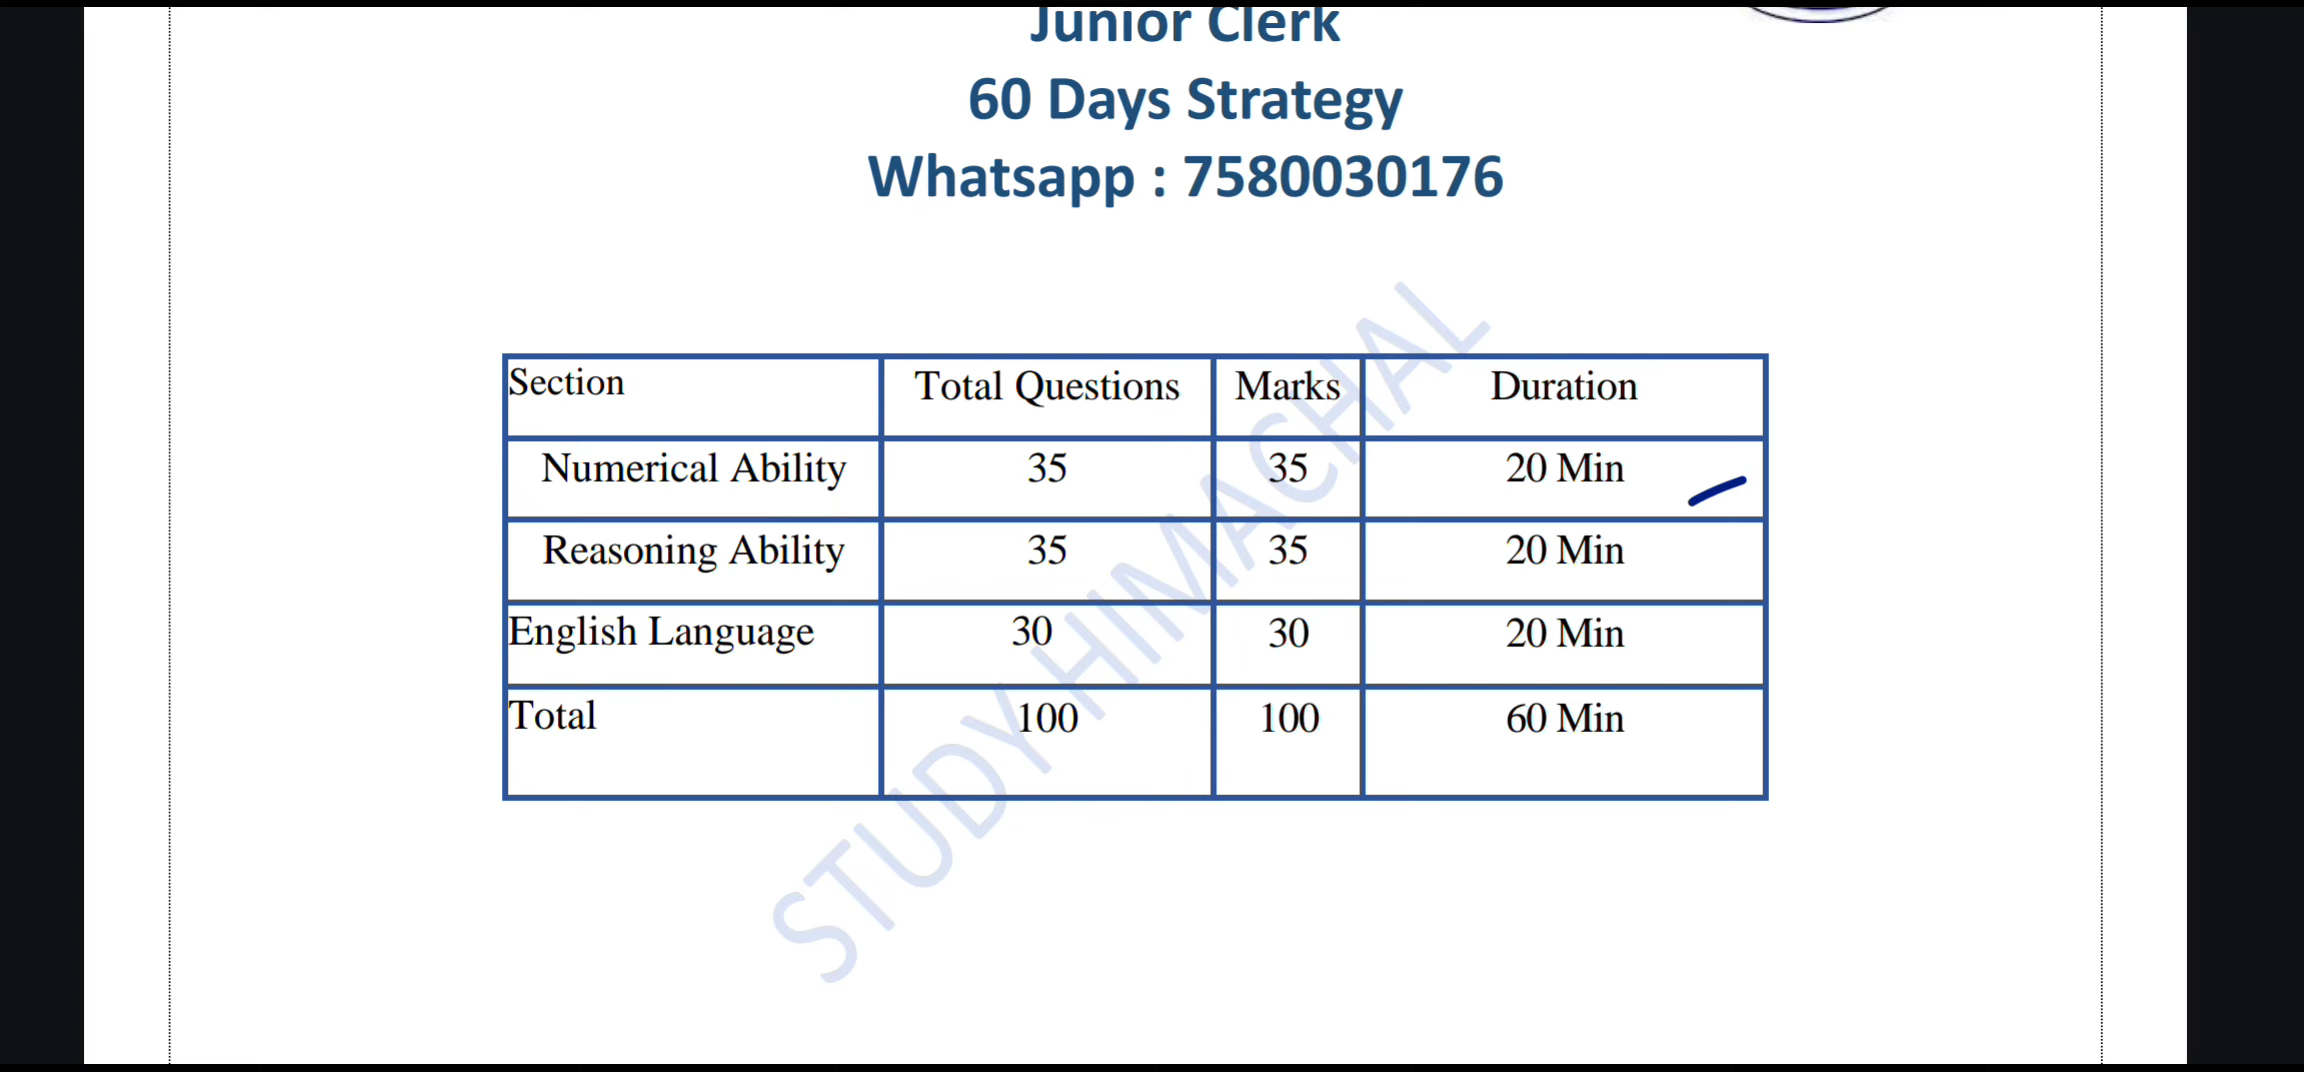 Junior Clerk
60 Days Strategy
Whatsapp : 7580030176
Section Total Questions Marks Duration
Numerical Ability 35 35 20 Min
Reasoning Ability 35 35 20 Min
English Language 30 30 20 Min
Total 100 100 60 Min
STUDY HIMACHAL